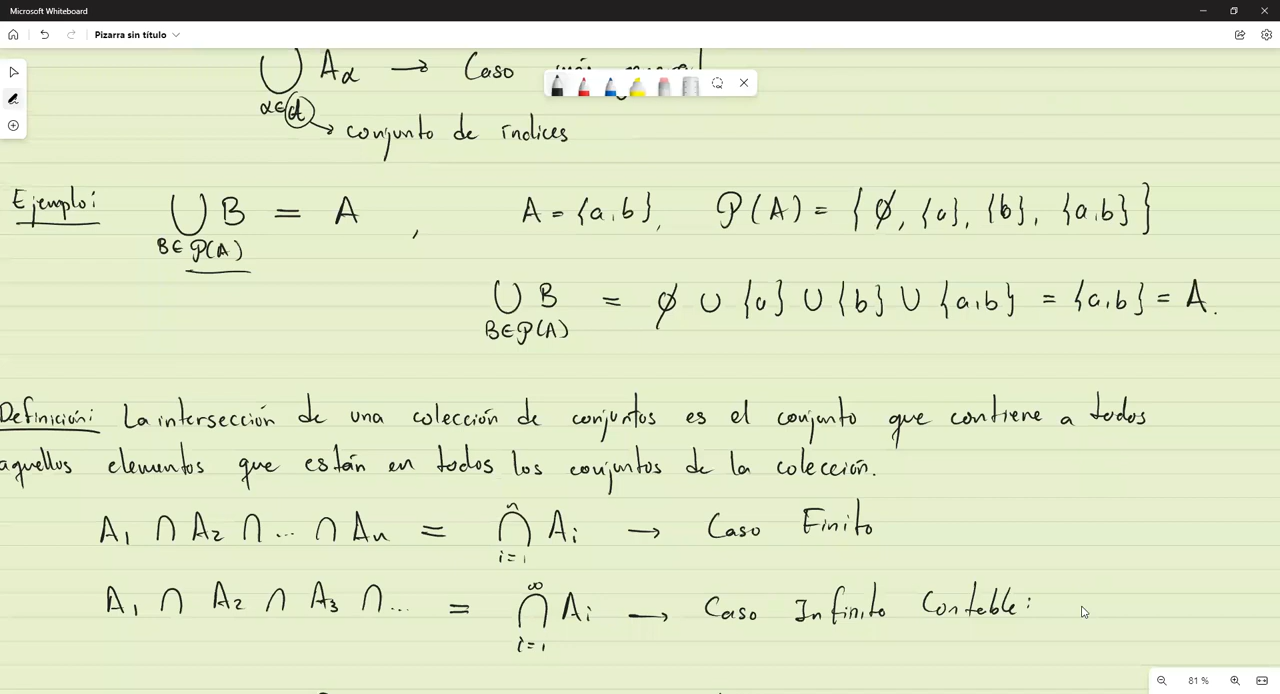 Microsoft Whiteboard
Pizarra sin título
⋃ Aα → Caso
α∈𝒜
→ conjunto de índices
Ejemplo: ⋃ B = A , A = {a,b}, P(A) = {∅, {a}, {b}, {a,b}}
B∈P(A)
⋃ B = ∅ ∪ {a} ∪ {b} ∪ {a,b} = {a,b} = A.
B∈P(A)
Definición: La intersección de una colección de conjuntos es el conjunto que contiene a todos
aquellos elementos que están en todos los conjuntos de la colección.
A₁ ∩ A₂ ∩ ... ∩ Aₙ = ⋂ⁿᵢ₌₁ Aᵢ → Caso Finito
A₁ ∩ A₂ ∩ A₃ ∩ ... = ⋂^∞ᵢ₌₁ Aᵢ → Caso Infinito Contable:
81 %